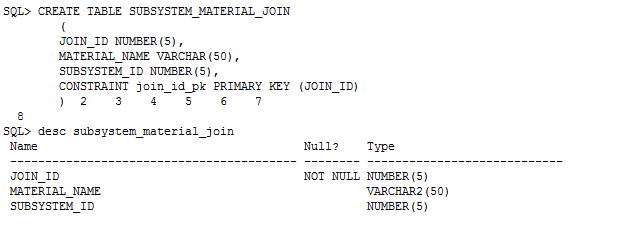 SQL> CREATE TABLE SUBSYSTEM_MATERIAL_JOIN
(
JOIN_ID NUMBER(5),
MATERIAL_NAME VARCHAR(50),
SUBSYSTEM_ID NUMBER(5),
CONSTRAINT join_id_pk PRIMARY KEY (JOIN_ID)
) 2 3 4 5 6 7
8
SQL> desc subsystem_material_join
Name Null? Type
----------------------------------------- -------- ----------------------------
JOIN_ID NOT NULL NUMBER(5)
MATERIAL_NAME VARCHAR2(50)
SUBSYSTEM_ID NUMBER(5)